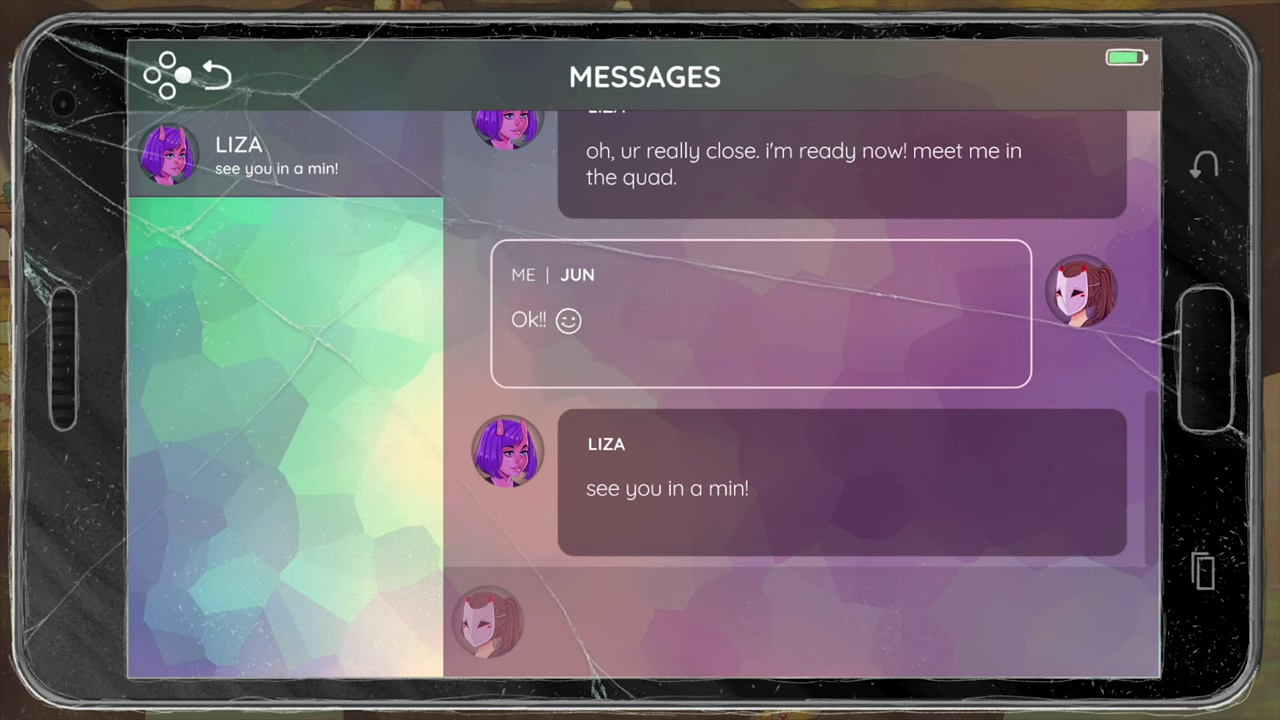 MESSAGES
LIZA
see you in a min!
LIZA
oh, ur really close. i'm ready now! meet me in
the quad.
ME | JUN
Ok!!
LIZA
see you in a min!